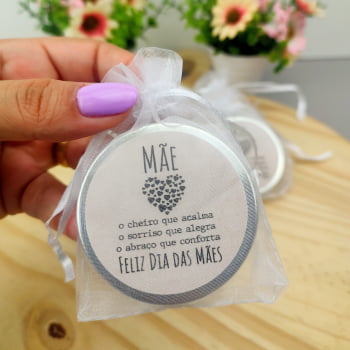 MÃE
o cheiro que acalma
o sorriso que alegra
o abraço que conforta
FELIZ DIA DAS MÃES